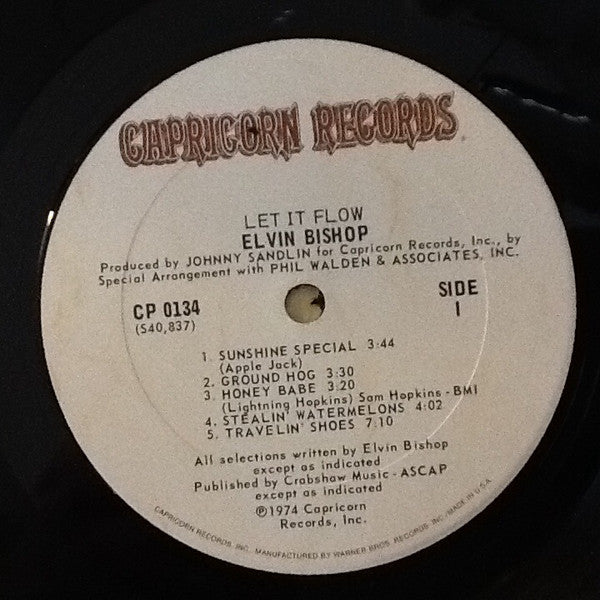 CAPRICORN RECORDS
LET IT FLOW
ELVIN BISHOP
Produced by JOHNNY SANDLIN for Capricorn Records, Inc., by
Special Arrangement with PHIL WALDEN & ASSOCIATES, INC.
CP 0134
(S40,837)
SIDE
1
1. SUNSHINE SPECIAL 3:44
(Apple Jack)
2. GROUND HOG 3:30
3. HONEY BABE 3:20
(Lightning Hopkins) Sam Hopkins - BMI
4. STEALIN' WATERMELONS 4:02
5. TRAVELIN' SHOES 7:10
All selections written by Elvin Bishop
except as indicated
Published by Crabshaw Music - ASCAP
except as indicated
℗1974 Capricorn
Records, Inc.
CAPRICORN RECORDS, INC. MANUFACTURED BY WARNER BROS. RECORDS INC. MADE IN U.S.A.